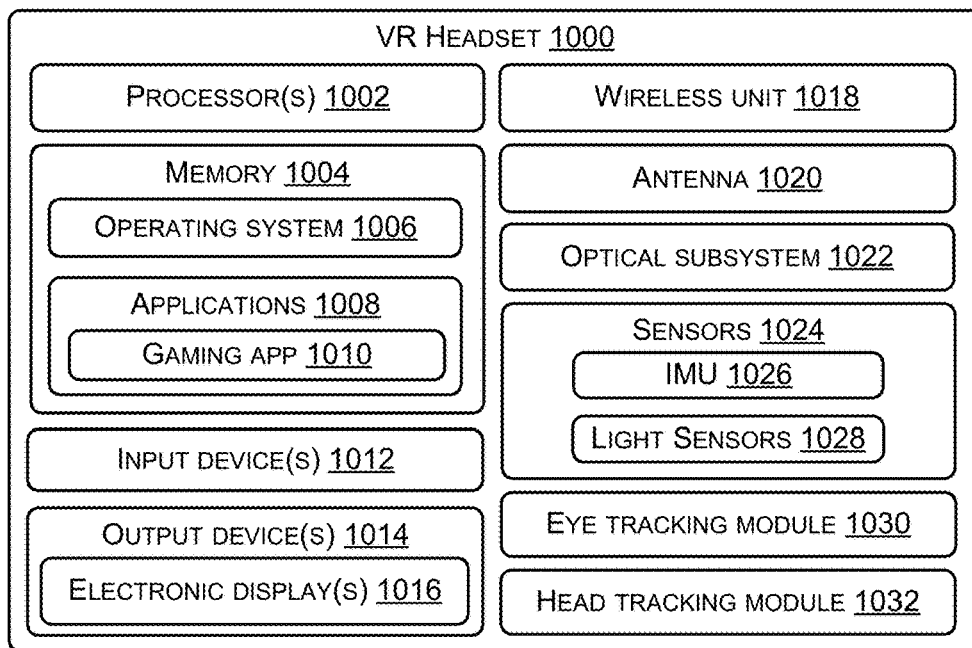 VR HEADSET 1000
PROCESSOR(S) 1002
MEMORY 1004
OPERATING SYSTEM 1006
APPLICATIONS 1008
GAMING APP 1010
INPUT DEVICE(S) 1012
OUTPUT DEVICE(S) 1014
ELECTRONIC DISPLAY(S) 1016
WIRELESS UNIT 1018
ANTENNA 1020
OPTICAL SUBSYSTEM 1022
SENSORS 1024
IMU 1026
LIGHT SENSORS 1028
EYE TRACKING MODULE 1030
HEAD TRACKING MODULE 1032